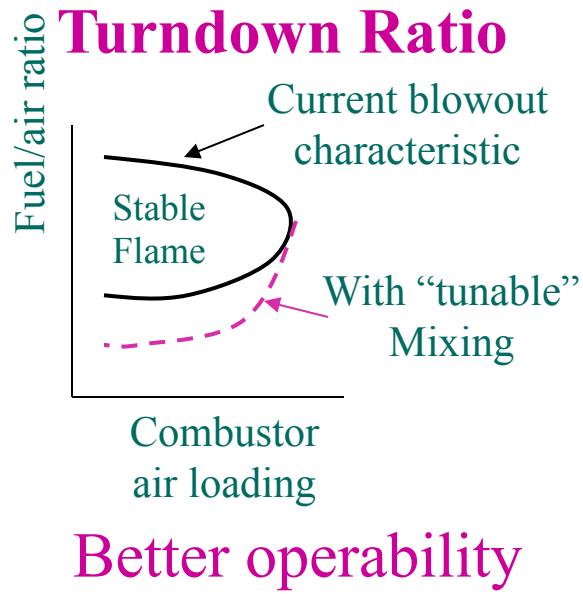 Turndown Ratio
Fuel/air ratio
Current blowout
characteristic
Stable
Flame
With “tunable”
Mixing
Combustor
air loading
Better operability